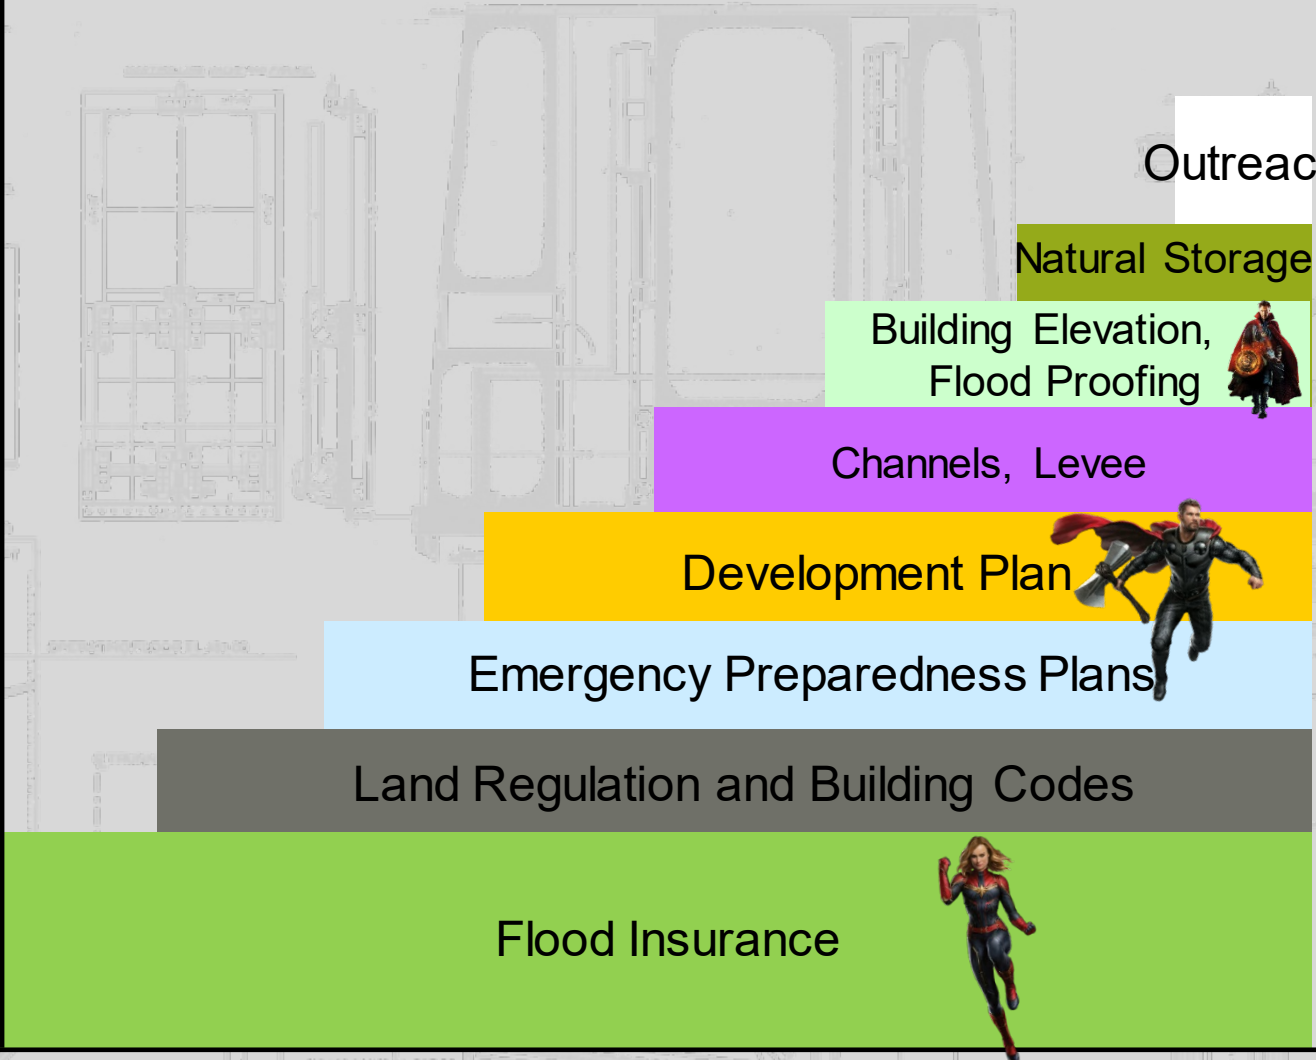 Outreac
Natural Storage
Building Elevation,
Flood Proofing
Channels, Levee
Development Plan
Emergency Preparedness Plans
Land Regulation and Building Codes
Flood Insurance